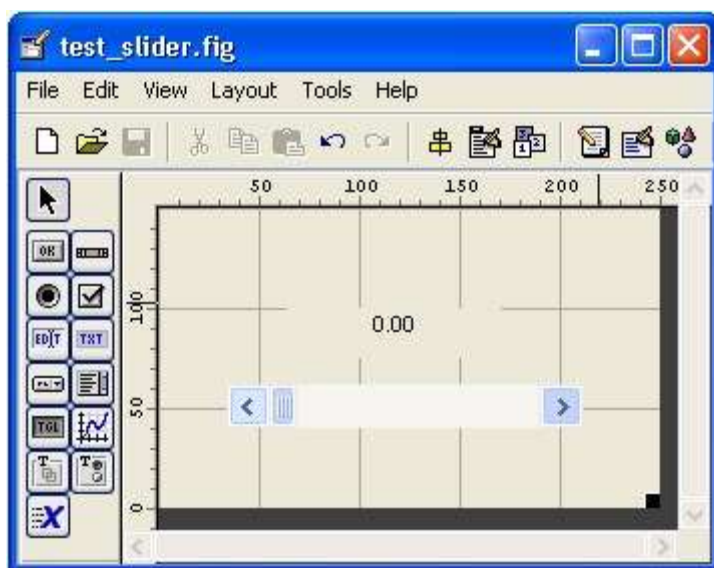 test_slider.fig
File Edit View Layout Tools Help
50 100 150 200 250
OK
100
EDIT TXT
0.00
50
TGL
T T
0
X